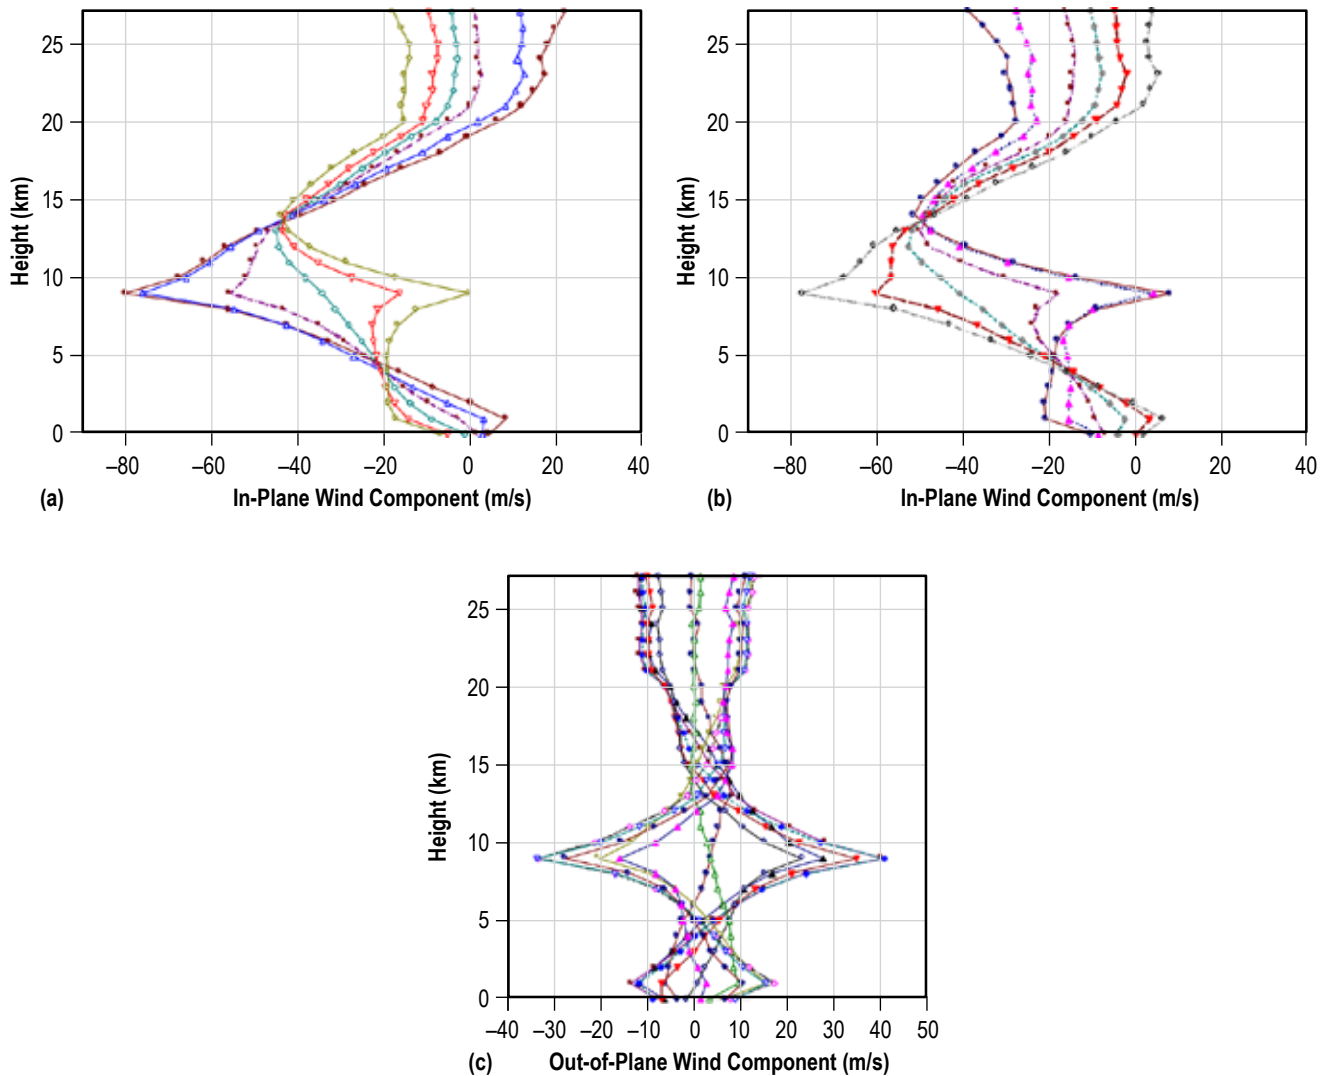 25
20
15
10
5
0
Height (km)
–80 –60 –40 –20 0 20 40
(a) In-Plane Wind Component (m/s)
25
20
15
10
5
0
Height (km)
–80 –60 –40 –20 0 20 40
(b) In-Plane Wind Component (m/s)
25
20
15
10
5
0
Height (km)
–40 –30 –20 –10 0 10 20 30 40 50
(c) Out-of-Plane Wind Component (m/s)